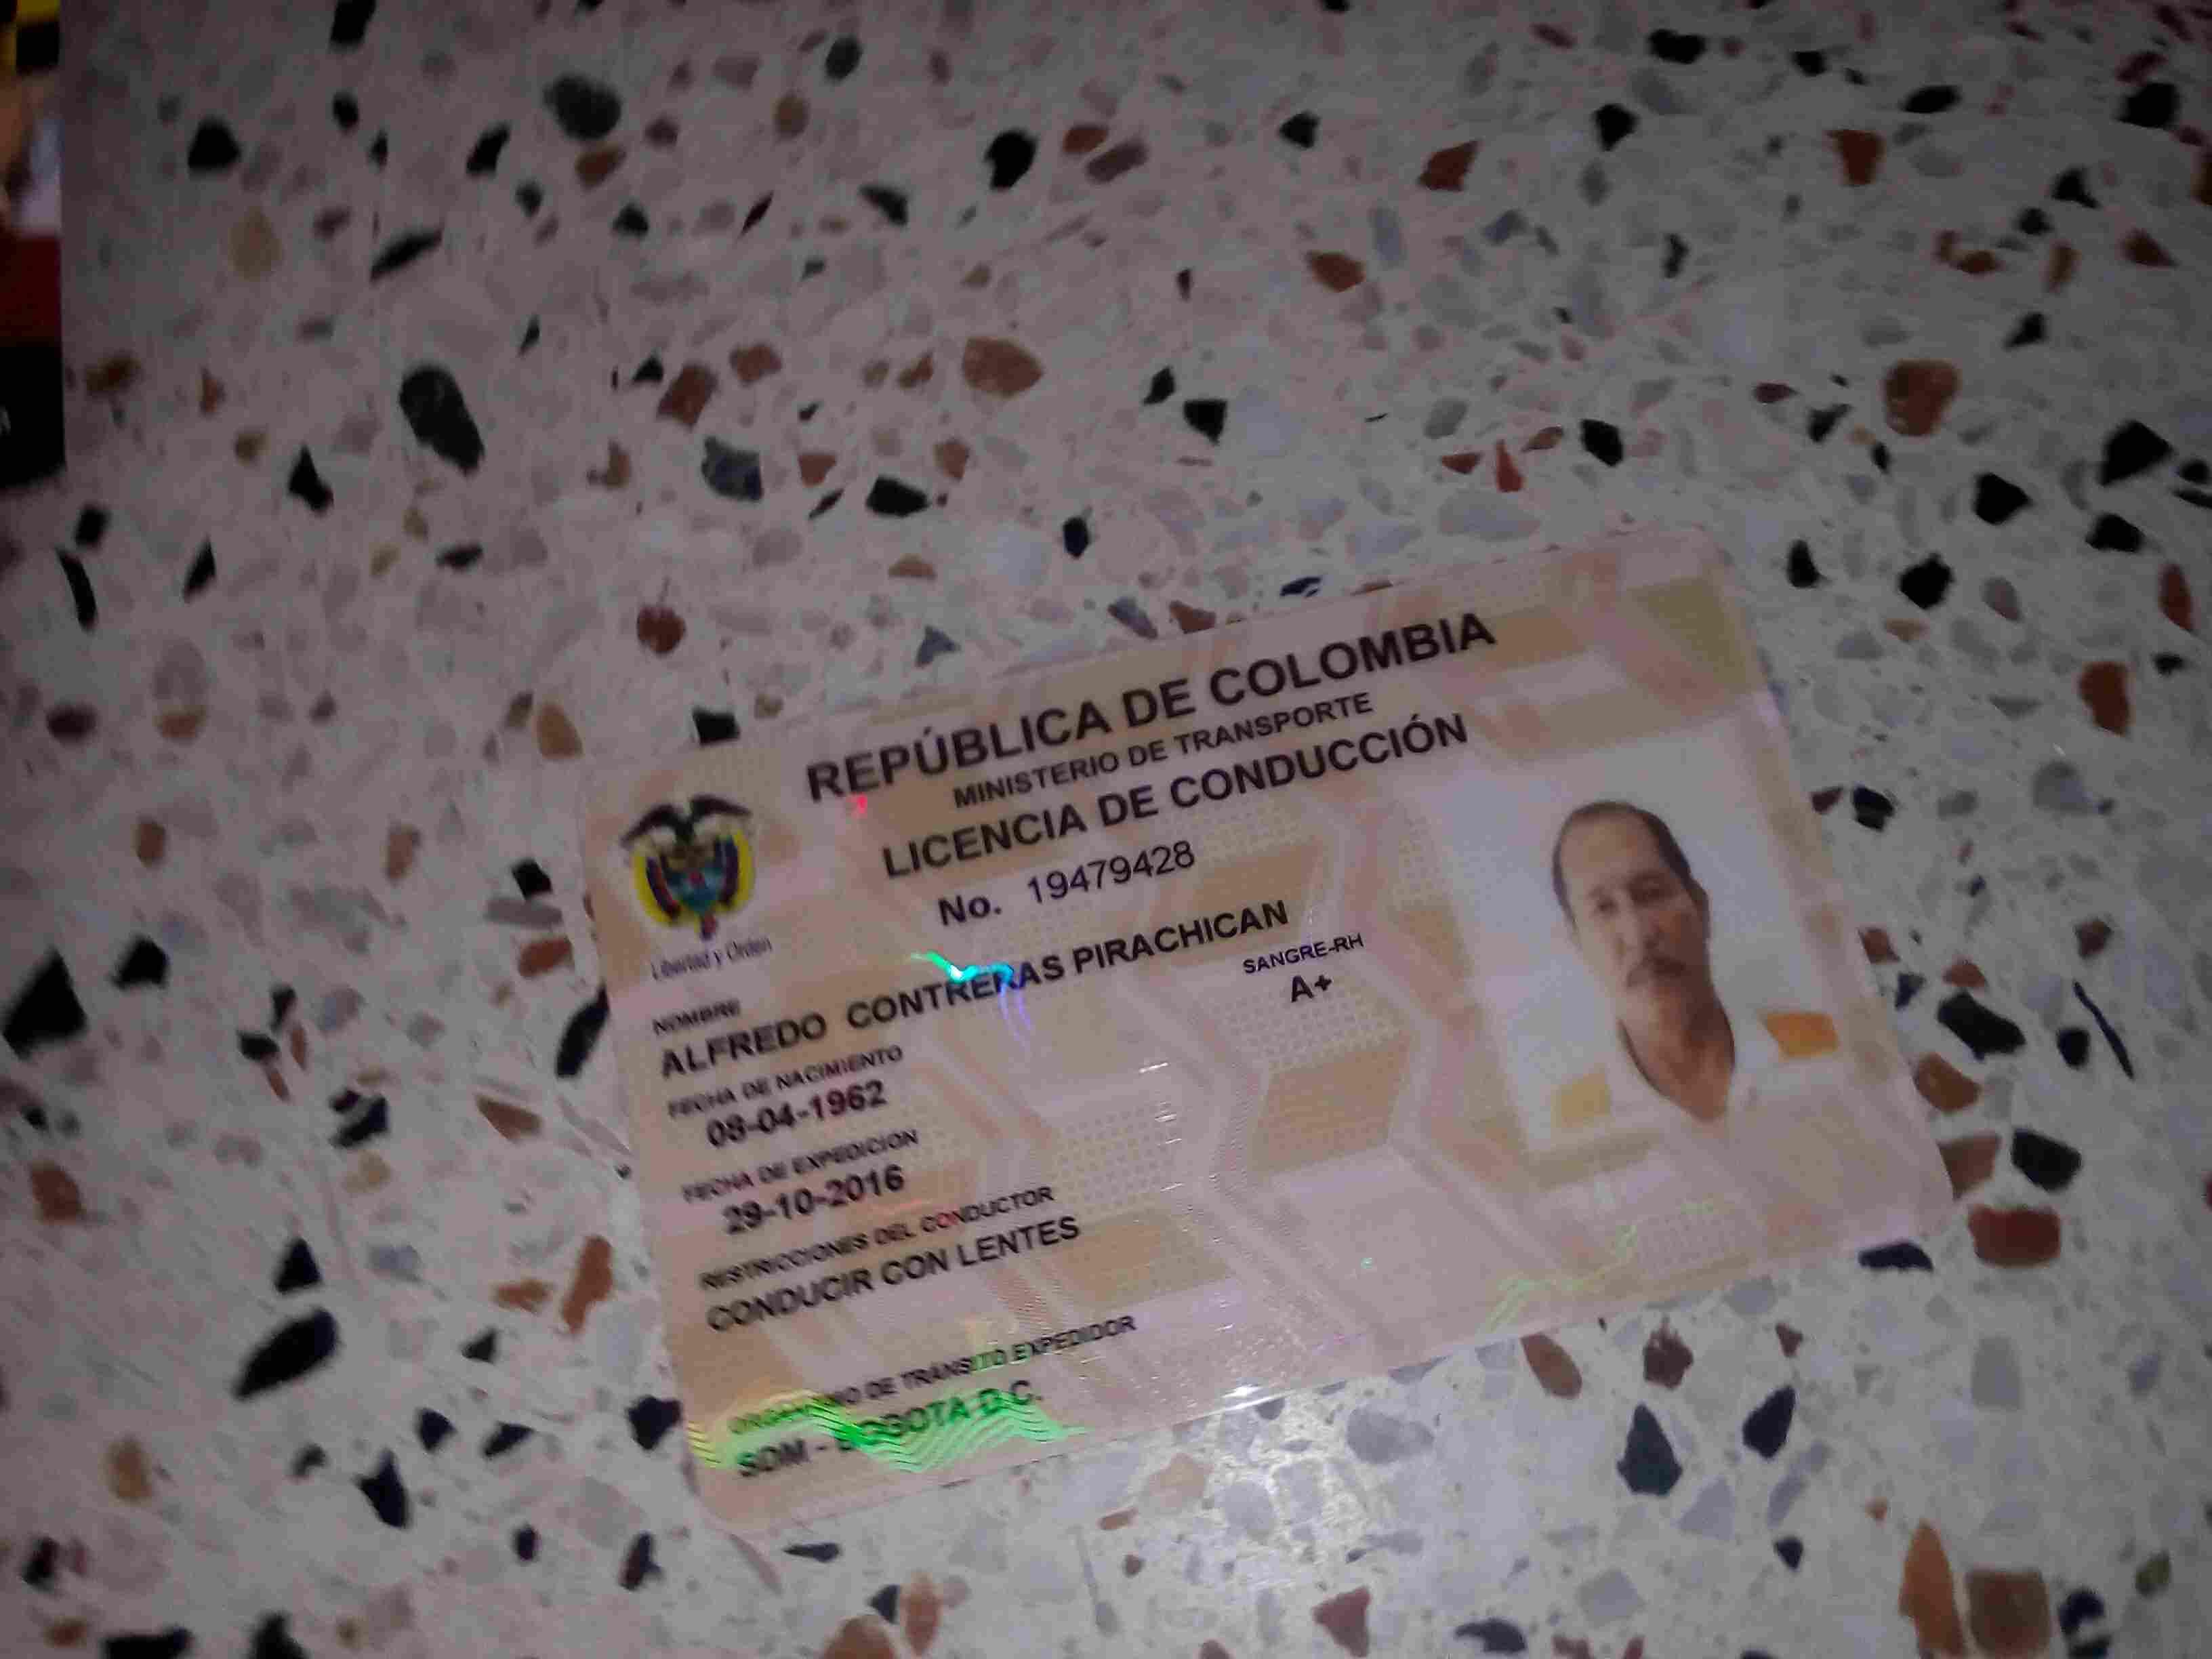 REPÚBLICA DE COLOMBIA
MINISTERIO DE TRANSPORTE
LICENCIA DE CONDUCCIÓN
No. 19479428
Libertad y Orden
NOMBRE
ALFREDO CONTRERAS PIRACHICAN
SANGRE-RH
A+
FECHA DE NACIMIENTO
08-04-1962
FECHA DE EXPEDICION
29-10-2016
RESTRICCIONES DEL CONDUCTOR
CONDUCIR CON LENTES
ORGANISMO DE TRANSITO EXPEDIDOR
SDM - BOGOTA D.C.